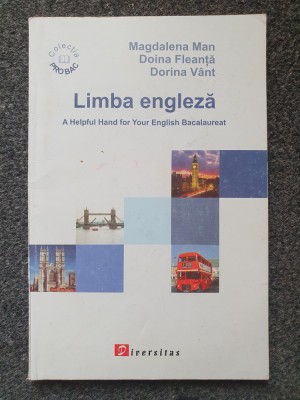 Colecția
PRO BAC
Magdalena Man
Doina Fleanță
Dorina Vânt
Limba engleză
A Helpful Hand for Your English Bacalaureat
Diversitas